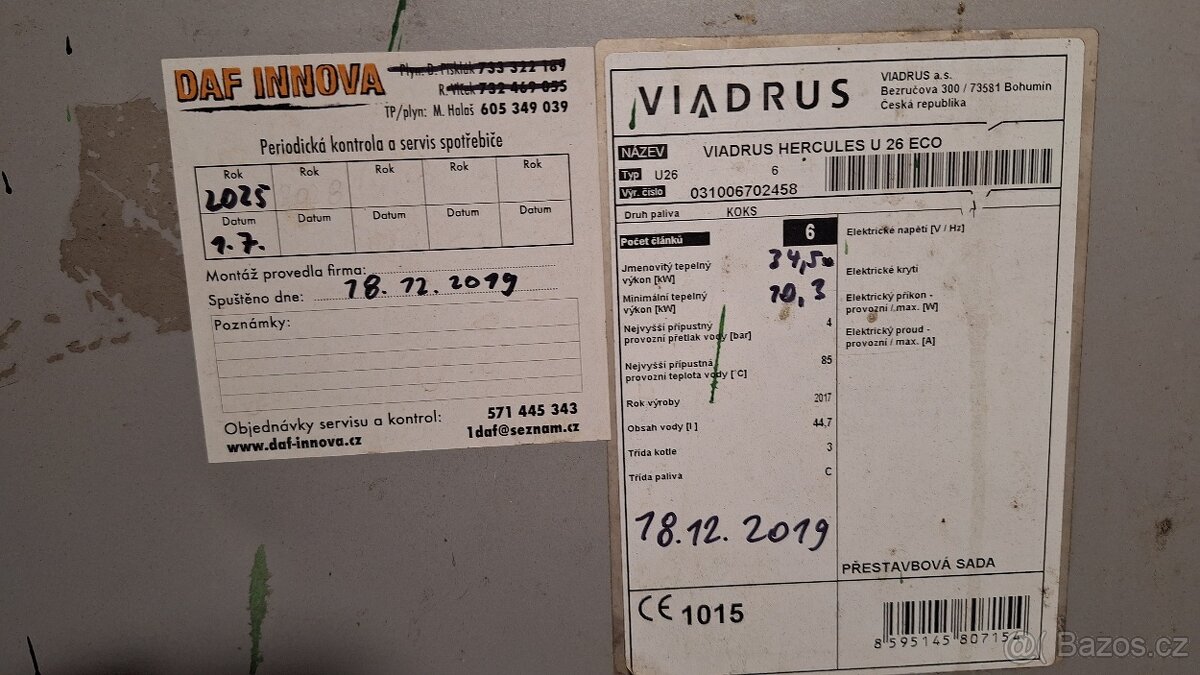 DAF INNOVA
Plyn: D. Fiskláš 733 322 189
R. Vlček 732 469 055
TP/plyn: M. Halaš 605 349 039
Periodická kontrola a servis spotřebiče
Rok Rok Rok Rok Rok
2025
Datum Datum Datum Datum Datum
1.7.
Montáž provedla firma:
Spuštěno dne: 18. 12. 2019
Poznámky:
Objednávky servisu a kontrol: 571 445 343
www.daf-innova.cz 1daf@seznam.cz
VIADRUS
VIADRUS a.s.
Bezručova 300 / 73581 Bohumín
Česká republika
NÁZEV VIADRUS HERCULES U 26 ECO
Typ U26 6
Výr. číslo 031006702458
Druh paliva KOKS
Počet článků 6
Jmenovitý tepelný
výkon [kW] 34,5
Minimální tepelný
výkon [kW] 10,3
Nejvyšší přípustný
provozní přetlak vody [bar] 4
Nejvyšší přípustná
provozní teplota vody [°C] 85
Rok výroby 2017
Obsah vody [l] 44,7
Třída kotle 3
Třída paliva C
18.12. 2019
Elektrické napětí [V / Hz]
Elektrické krytí
Elektrický příkon -
provozní / max. [W]
Elektrický proud -
provozní / max. [A]
PŘESTAVBOVÁ SADA
CE 1015
8 595145 807154
Bazos.cz